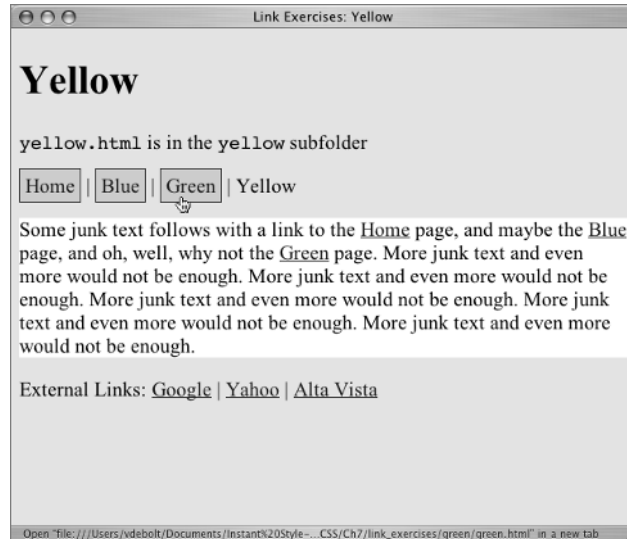 Link Exercises: Yellow
Yellow
yellow.html is in the yellow subfolder
Home | Blue | Green | Yellow
Some junk text follows with a link to the Home page, and maybe the Blue
page, and oh, well, why not the Green page. More junk text and even
more would not be enough. More junk text and even more would not be
enough. More junk text and even more would not be enough. More junk
text and even more would not be enough. More junk text and even more
would not be enough.
External Links: Google | Yahoo | Alta Vista
Open "file:///Users/vdebolt/Documents/Instant%20Style-...CSS/Ch7/link_exercises/green/green.html" in a new tab